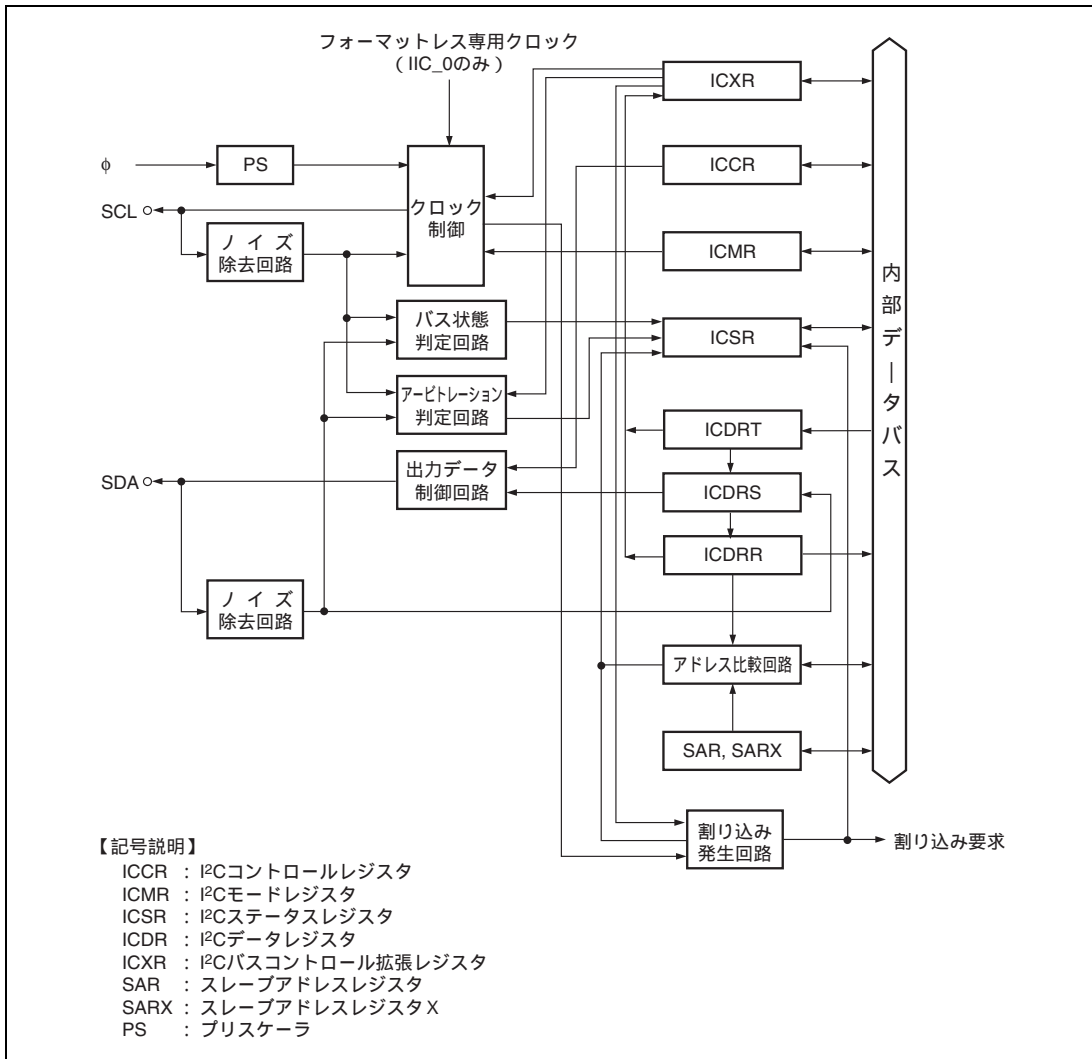 フォーマットレス専用クロック
（IIC_0のみ）
φ
PS
SCL
ノイズ
除去回路
クロック
制御
バス状態
判定回路
アービトレーション
判定回路
SDA
出力データ
制御回路
ノイズ
除去回路
ICXR
ICCR
ICMR
ICSR
ICDRT
ICDRS
ICDRR
アドレス比較回路
SAR, SARX
内部データバス
割り込み
発生回路
割り込み要求
【記号説明】
ICCR ：I²Cコントロールレジスタ
ICMR ：I²Cモードレジスタ
ICSR ：I²Cステータスレジスタ
ICDR ：I²Cデータレジスタ
ICXR ：I²Cバスコントロール拡張レジスタ
SAR ：スレーブアドレスレジスタ
SARX ：スレーブアドレスレジスタX
PS ：プリスケーラ